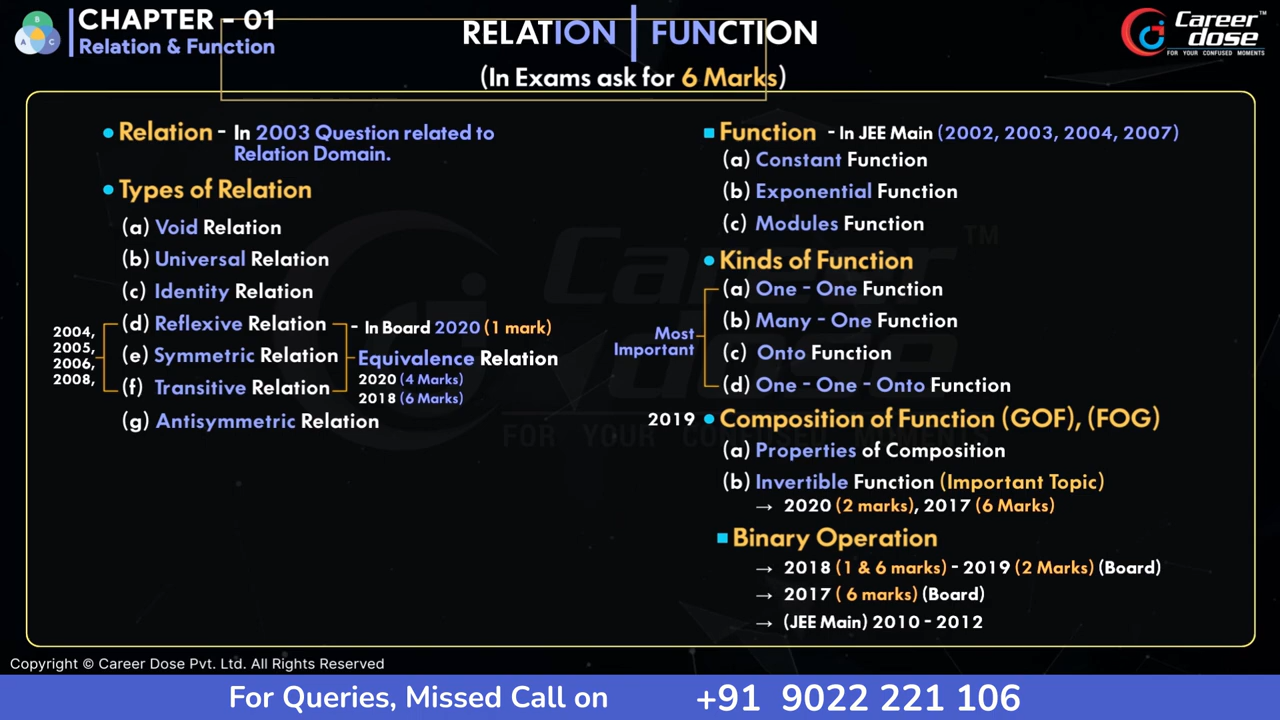 CHAPTER - 01
Relation & Function
B
A
C
RELATION | FUNCTION
(In Exams ask for 6 Marks)
Career dose
FOR YOUR CONFUSED MOMENTS
Relation - In 2003 Question related to
Relation Domain.
Types of Relation
(a) Void Relation
(b) Universal Relation
(c) Identity Relation
(d) Reflexive Relation
(e) Symmetric Relation
(f) Transitive Relation
(g) Antisymmetric Relation
2004,
2005,
2006,
2008,
- In Board 2020 (1 mark)
Equivalence Relation
2020 (4 Marks)
2018 (6 Marks)
Function - In JEE Main (2002, 2003, 2004, 2007)
(a) Constant Function
(b) Exponential Function
(c) Modules Function
Kinds of Function
(a) One - One Function
(b) Many - One Function
(c) Onto Function
(d) One - One - Onto Function
Most
Important
2019 Composition of Function (GOF), (FOG)
(a) Properties of Composition
(b) Invertible Function (Important Topic)
→ 2020 (2 marks), 2017 (6 Marks)
Binary Operation
→ 2018 (1 & 6 marks) - 2019 (2 Marks) (Board)
→ 2017 ( 6 marks) (Board)
→ (JEE Main) 2010 - 2012
Career dose TM
FOR YOUR CONFUSED MOMENTS
Copyright © Career Dose Pvt. Ltd. All Rights Reserved
For Queries, Missed Call on +91 9022 221 106